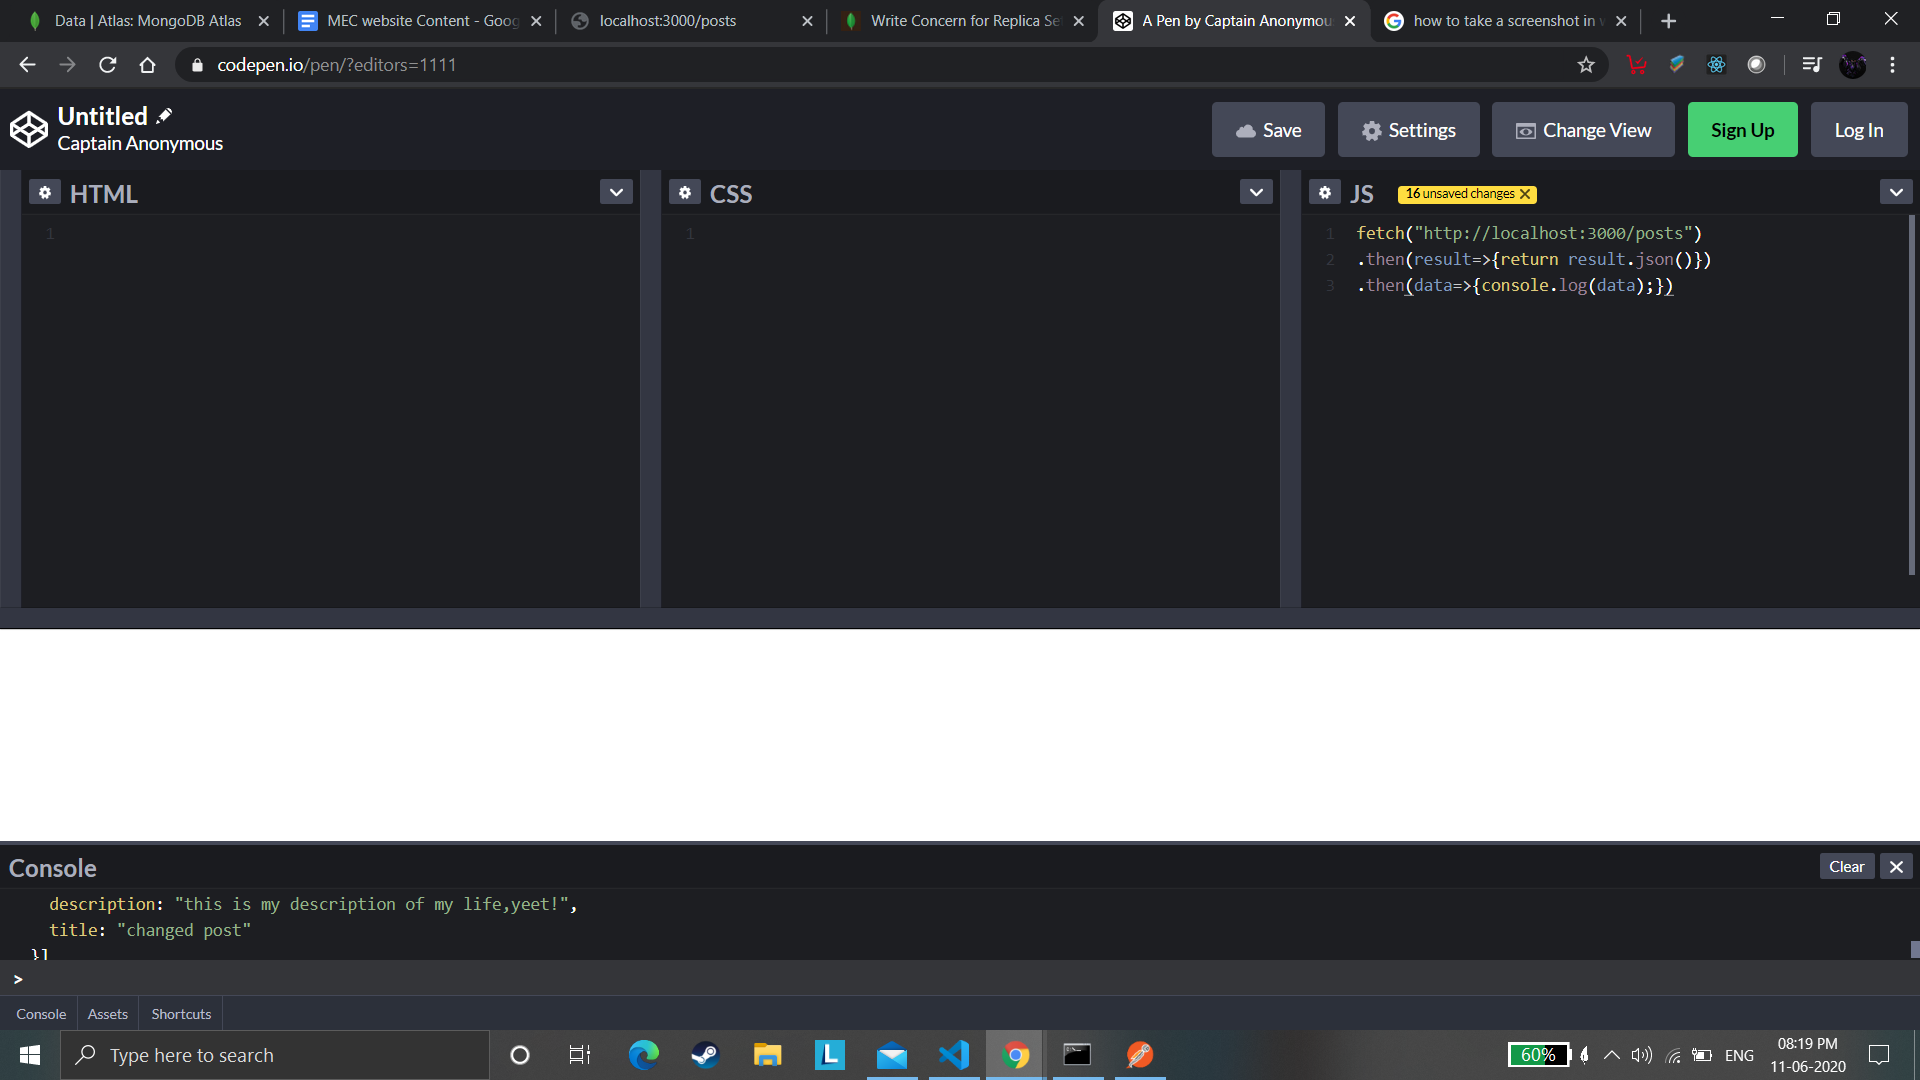 Data | Atlas: MongoDB Atlas
MEC website Content - Goog
localhost:3000/posts
Write Concern for Replica Se
A Pen by Captain Anonymou
how to take a screenshot in w
codepen.io/pen/?editors=1111
Untitled
Captain Anonymous
Save
Settings
Change View
Sign Up
Log In
HTML
CSS
JS
16 unsaved changes
1
1
1 fetch("http://localhost:3000/posts")
2 .then(result=>{return result.json()})
3 .then(data=>{console.log(data);})
Console
Clear
description: "this is my description of my life,yeet!",
title: "changed post"
}]
>
Console
Assets
Shortcuts
Type here to search
L
60%
ENG
08:19 PM
11-06-2020